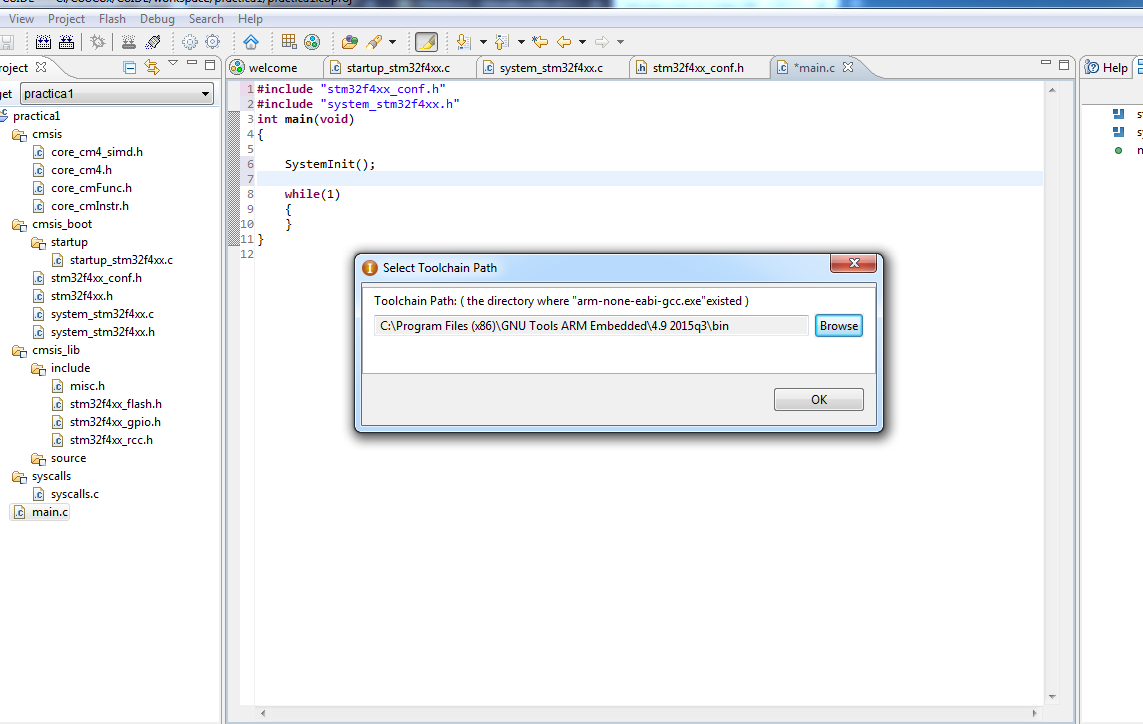 View Project Flash Debug Search Help
welcome startup_stm32f4xx.c system_stm32f4xx.c stm32f4xx_conf.h *main.c Help
practica1
practica1
cmsis
core_cm4_simd.h
core_cm4.h
core_cmFunc.h
core_cmInstr.h
cmsis_boot
startup
startup_stm32f4xx.c
stm32f4xx_conf.h
stm32f4xx.h
system_stm32f4xx.c
system_stm32f4xx.h
cmsis_lib
include
misc.h
stm32f4xx_flash.h
stm32f4xx_gpio.h
stm32f4xx_rcc.h
source
syscalls
syscalls.c
main.c
1 #include "stm32f4xx_conf.h"
2 #include "system_stm32f4xx.h"
3 int main(void)
4 {
5
6 SystemInit();
7
8 while(1)
9 {
10 }
11 }
12
Select Toolchain Path
Toolchain Path: ( the directory where "arm-none-eabi-gcc.exe"existed )
C:\Program Files (x86)\GNU Tools ARM Embedded\4.9 2015q3\bin Browse
OK